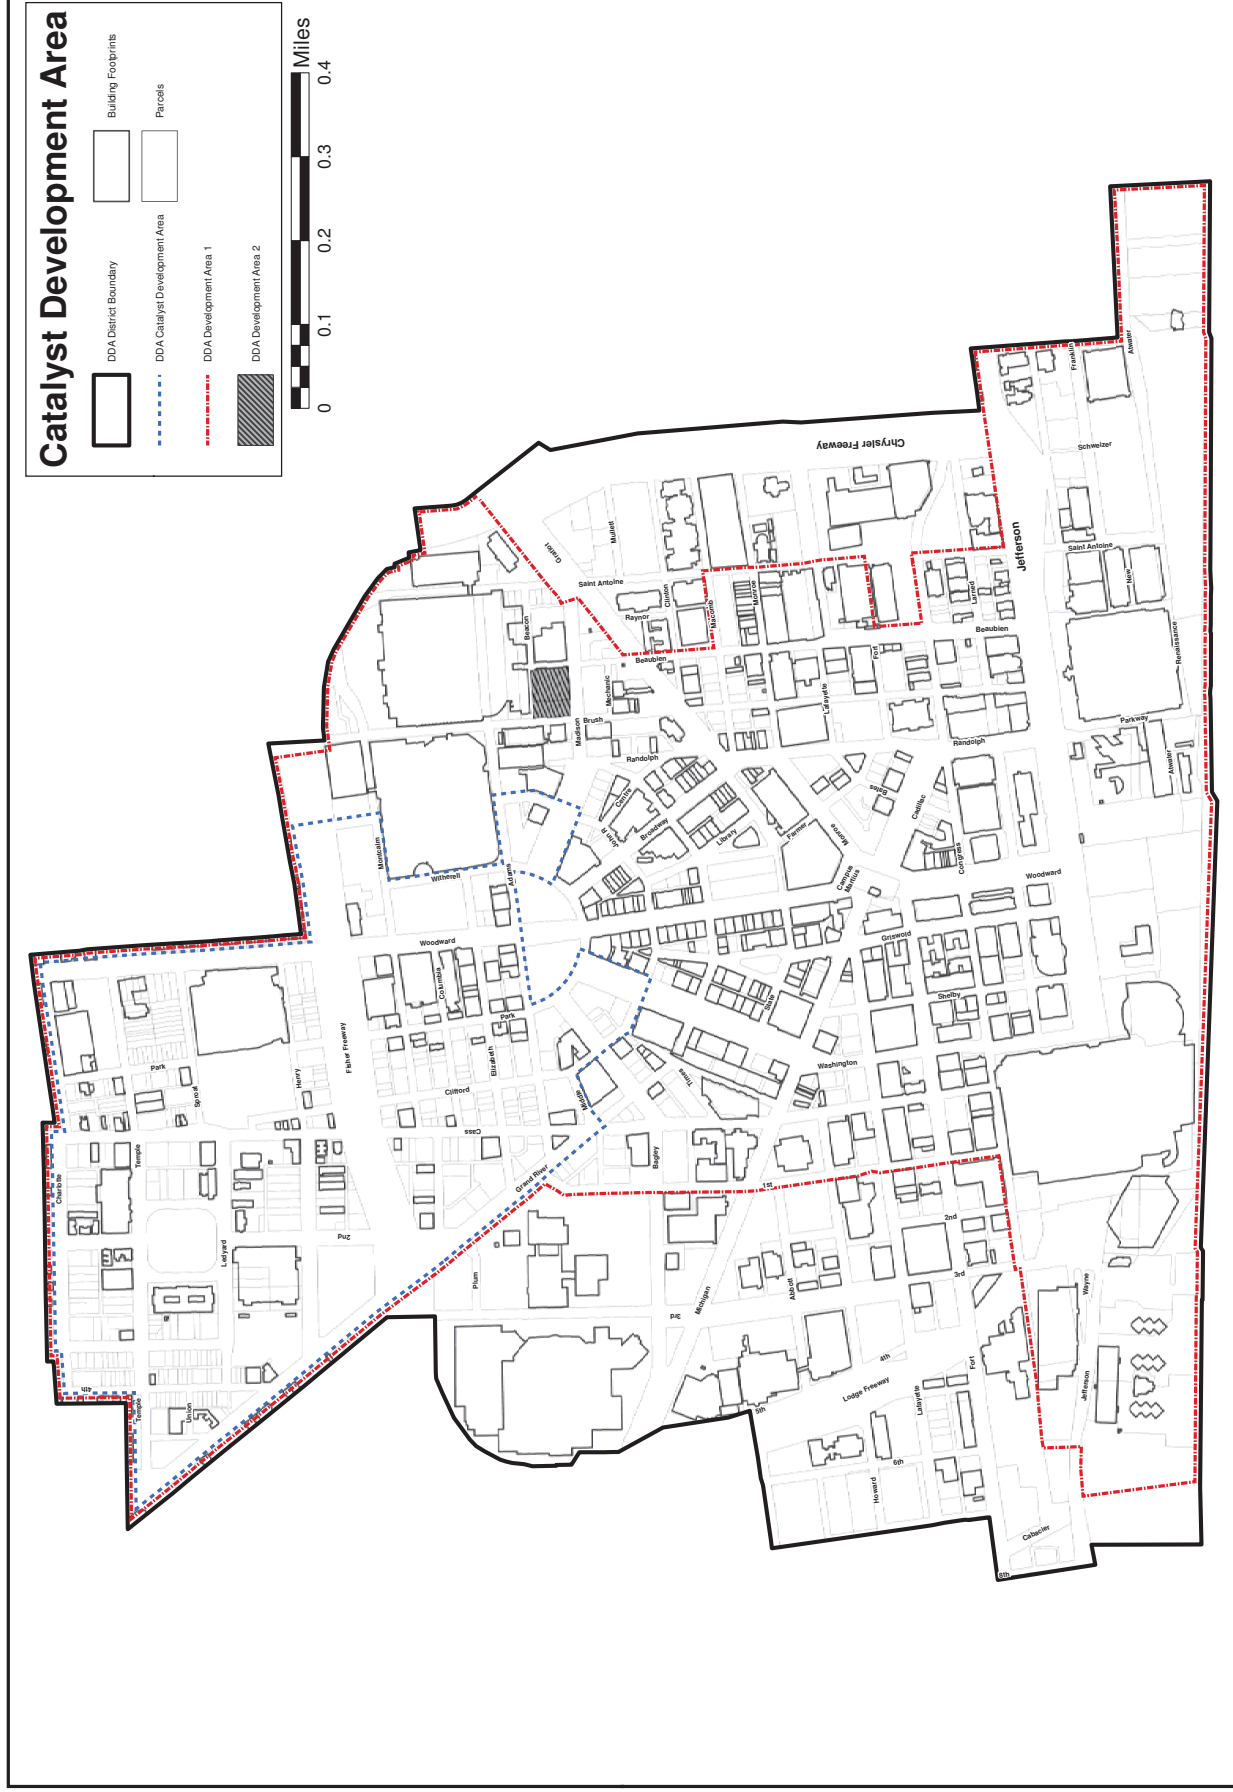 Catalyst Development Area
DDA District Boundary
Building Footprints
DDA Catalyst Development Area
Parcels
DDA Development Area 1
DDA Development Area 2
0
0.1
0.2
0.3
0.4
Miles
Charlotte
4th
Temple
Temple
Union
Park
Sproat
Ledyard
Henry
2nd
Fisher Freeway
Montcalm
Witherell
Woodward
Columbia
Park
Elizabeth
Clifford
Cass
Adams
Grand River
Middle
Plum
Beacon
Gratiot
Mullett
Saint Antoine
Clinton
Raynor
Macomb
Monroe
Beaubien
Mechanic
Brush
Madison
Randolph
Centre
John R
Broadway
Library
Farmer
Monroe
Campus
Martius
Bates
Cadillac
Lafayette
Fort
Chrysler Freeway
Larned
Beaubien
Randolph
Congress
Woodward
Griswold
Shelby
State
Times
Washington
Bagley
1st
2nd
3rd
3rd
Michigan
Abbott
4th
5th
Lodge Freeway
Lafayette
Fort
6th
Howard
8th
Cabacier
Jefferson
Wayne
Jefferson
Saint Antoine
New
Renaissance
Parkway
Atwater
Schweizer
Franklin
Atwater